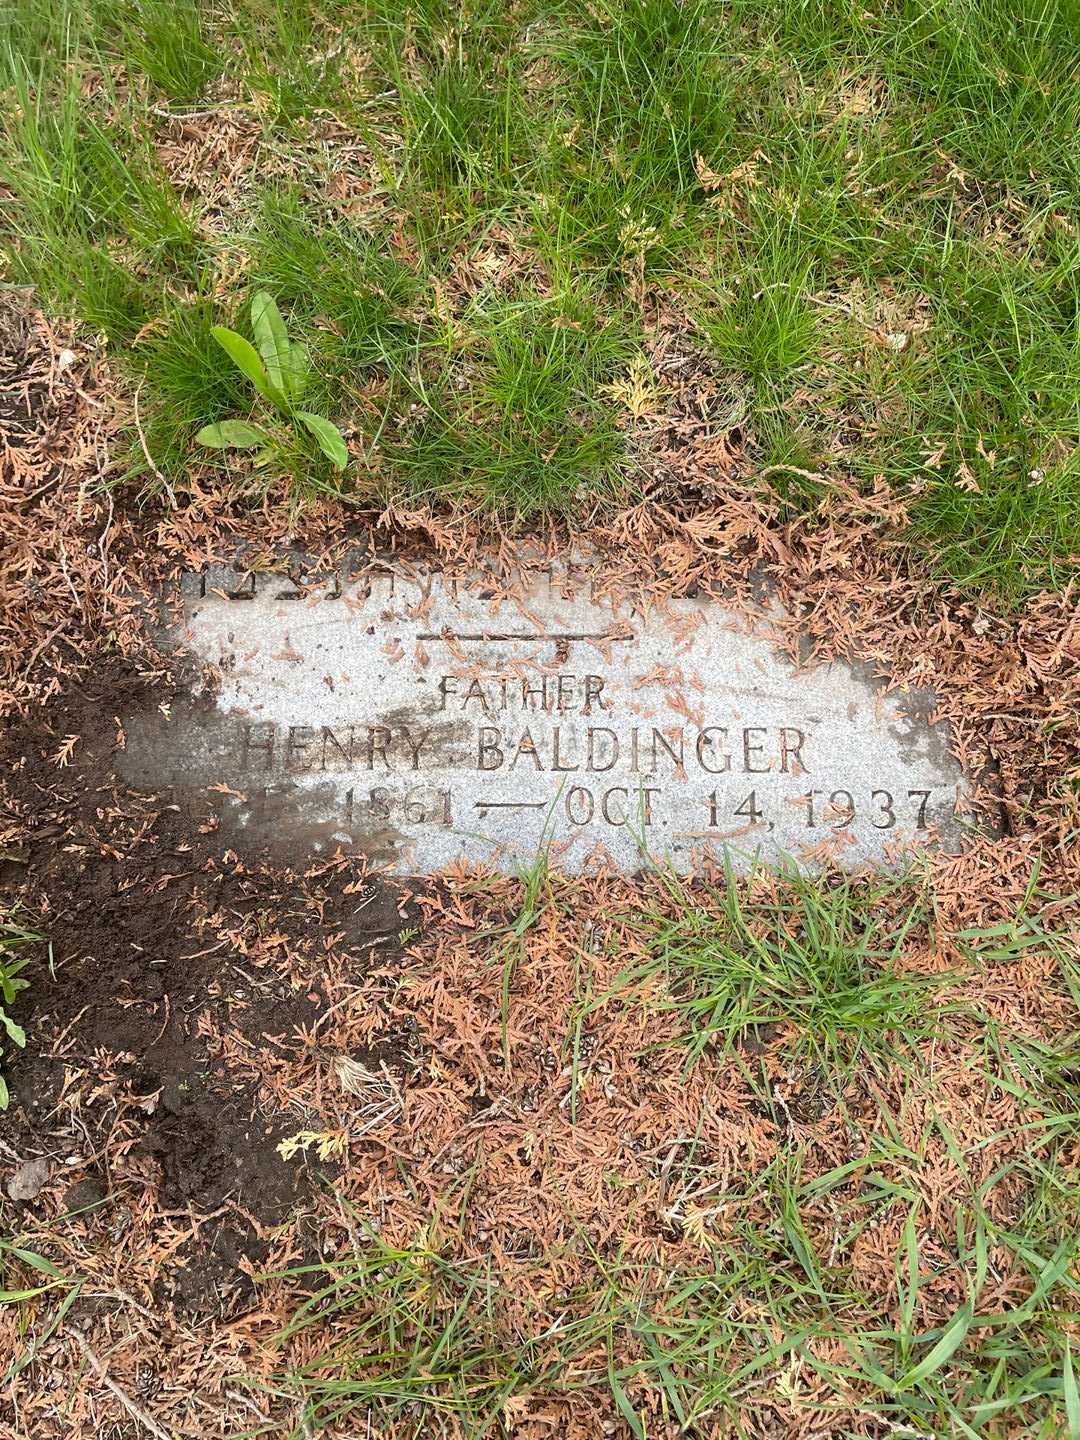 FATHER
HENRY BALDINGER
1861 — OCT. 14, 1937